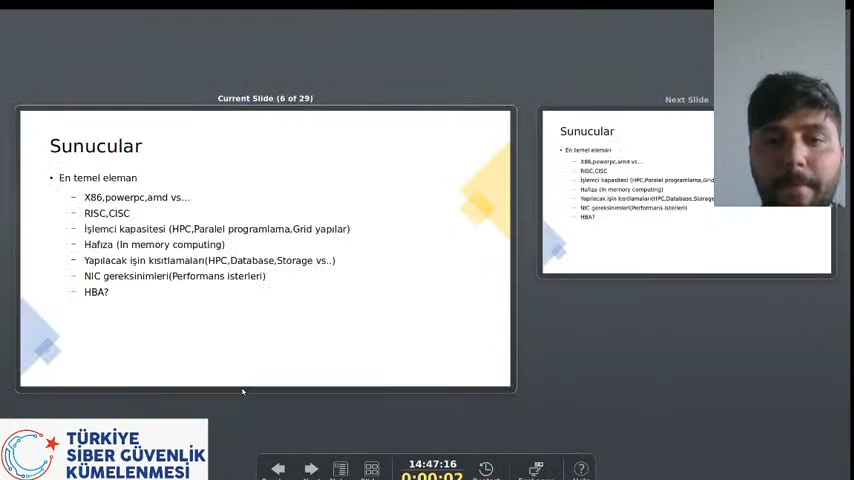 Current Slide (6 of 29)
Sunucular
En temel eleman
X86,powerpc,amd vs...
RISC,CISC
İşlemci kapasitesi (HPC,Paralel programlama,Grid yapılar)
Hafıza (In memory computing)
Yapılacak işin kısıtlamaları(HPC,Database,Storage vs..)
NIC gereksinimleri(Performans isterleri)
HBA?
Next Slide
Sunucular
En temel eleman
X86,powerpc,amd vs...
RISC,CISC
İşlemci kapasitesi (HPC,Paralel programlama,Grid
Hafıza (In memory computing)
Yapılacak işin kısıtlamaları(HPC,Database,Storage
NIC gereksinimleri(Performans isterleri)
HBA?
TÜRKİYE
SİBER GÜVENLİK
KÜMELENMESİ
14:47:16
0:00:02